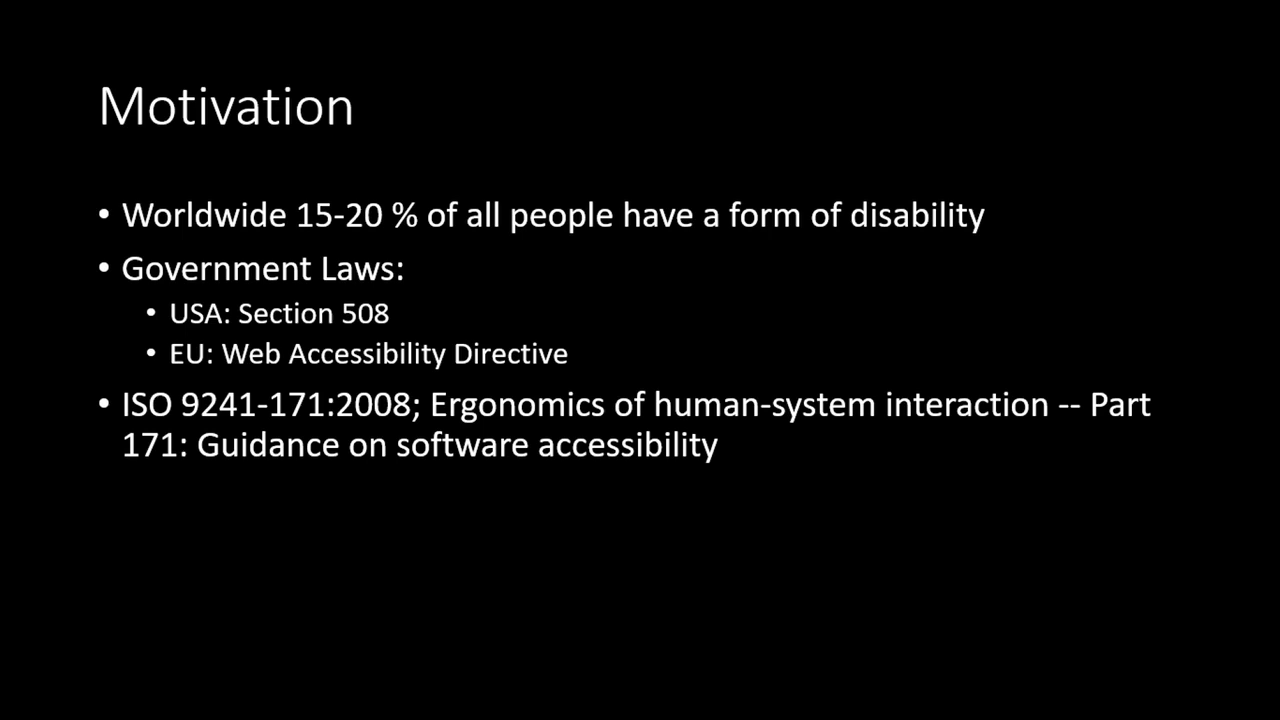 Motivation
• Worldwide 15-20 % of all people have a form of disability
• Government Laws:
• USA: Section 508
• EU: Web Accessibility Directive
• ISO 9241-171:2008; Ergonomics of human-system interaction -- Part
171: Guidance on software accessibility